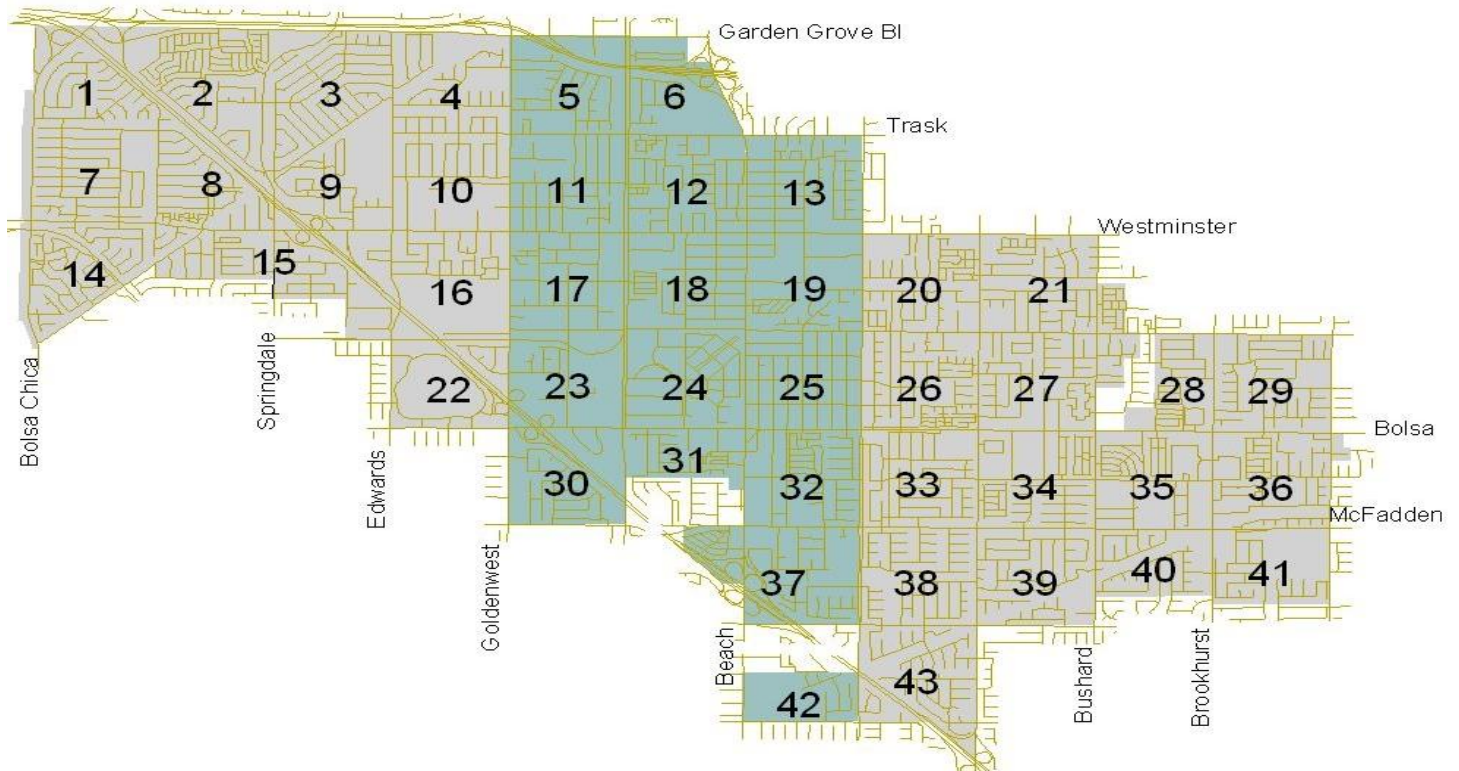 Garden Grove Bl
1 2 3 4 5 6
Trask
7 8 9 10 11 12 13
Westminster
14 15 16 17 18 19 20 21
Bolsa Chica
Springdale
22 23 24 25 26 27 28 29
Bolsa
Edwards
30 31 32 33 34 35 36
McFadden
Goldenwest
37 38 39 40 41
Beach
Bushard
Brookhurst
42 43